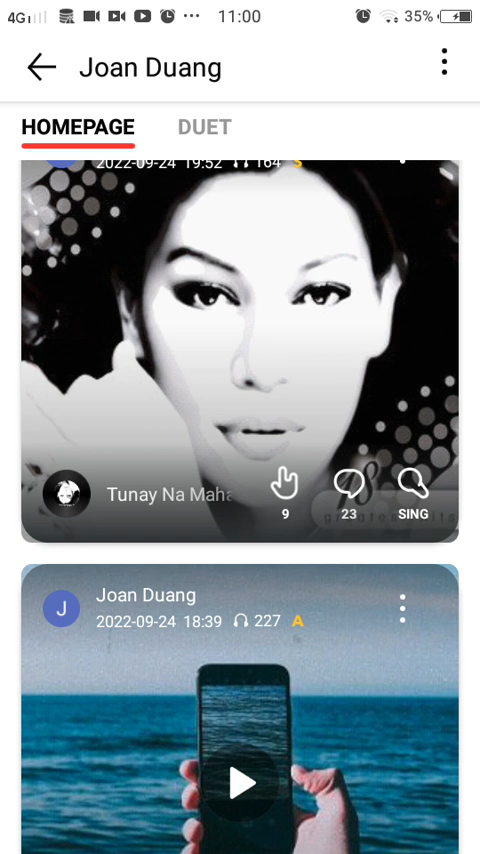 4G 11:00 35%
Joan Duang
HOMEPAGE DUET
2022-09-24 19:52 164 S
Tunay Na Maha
9 23 SING
Joan Duang
J
2022-09-24 18:39 227 A